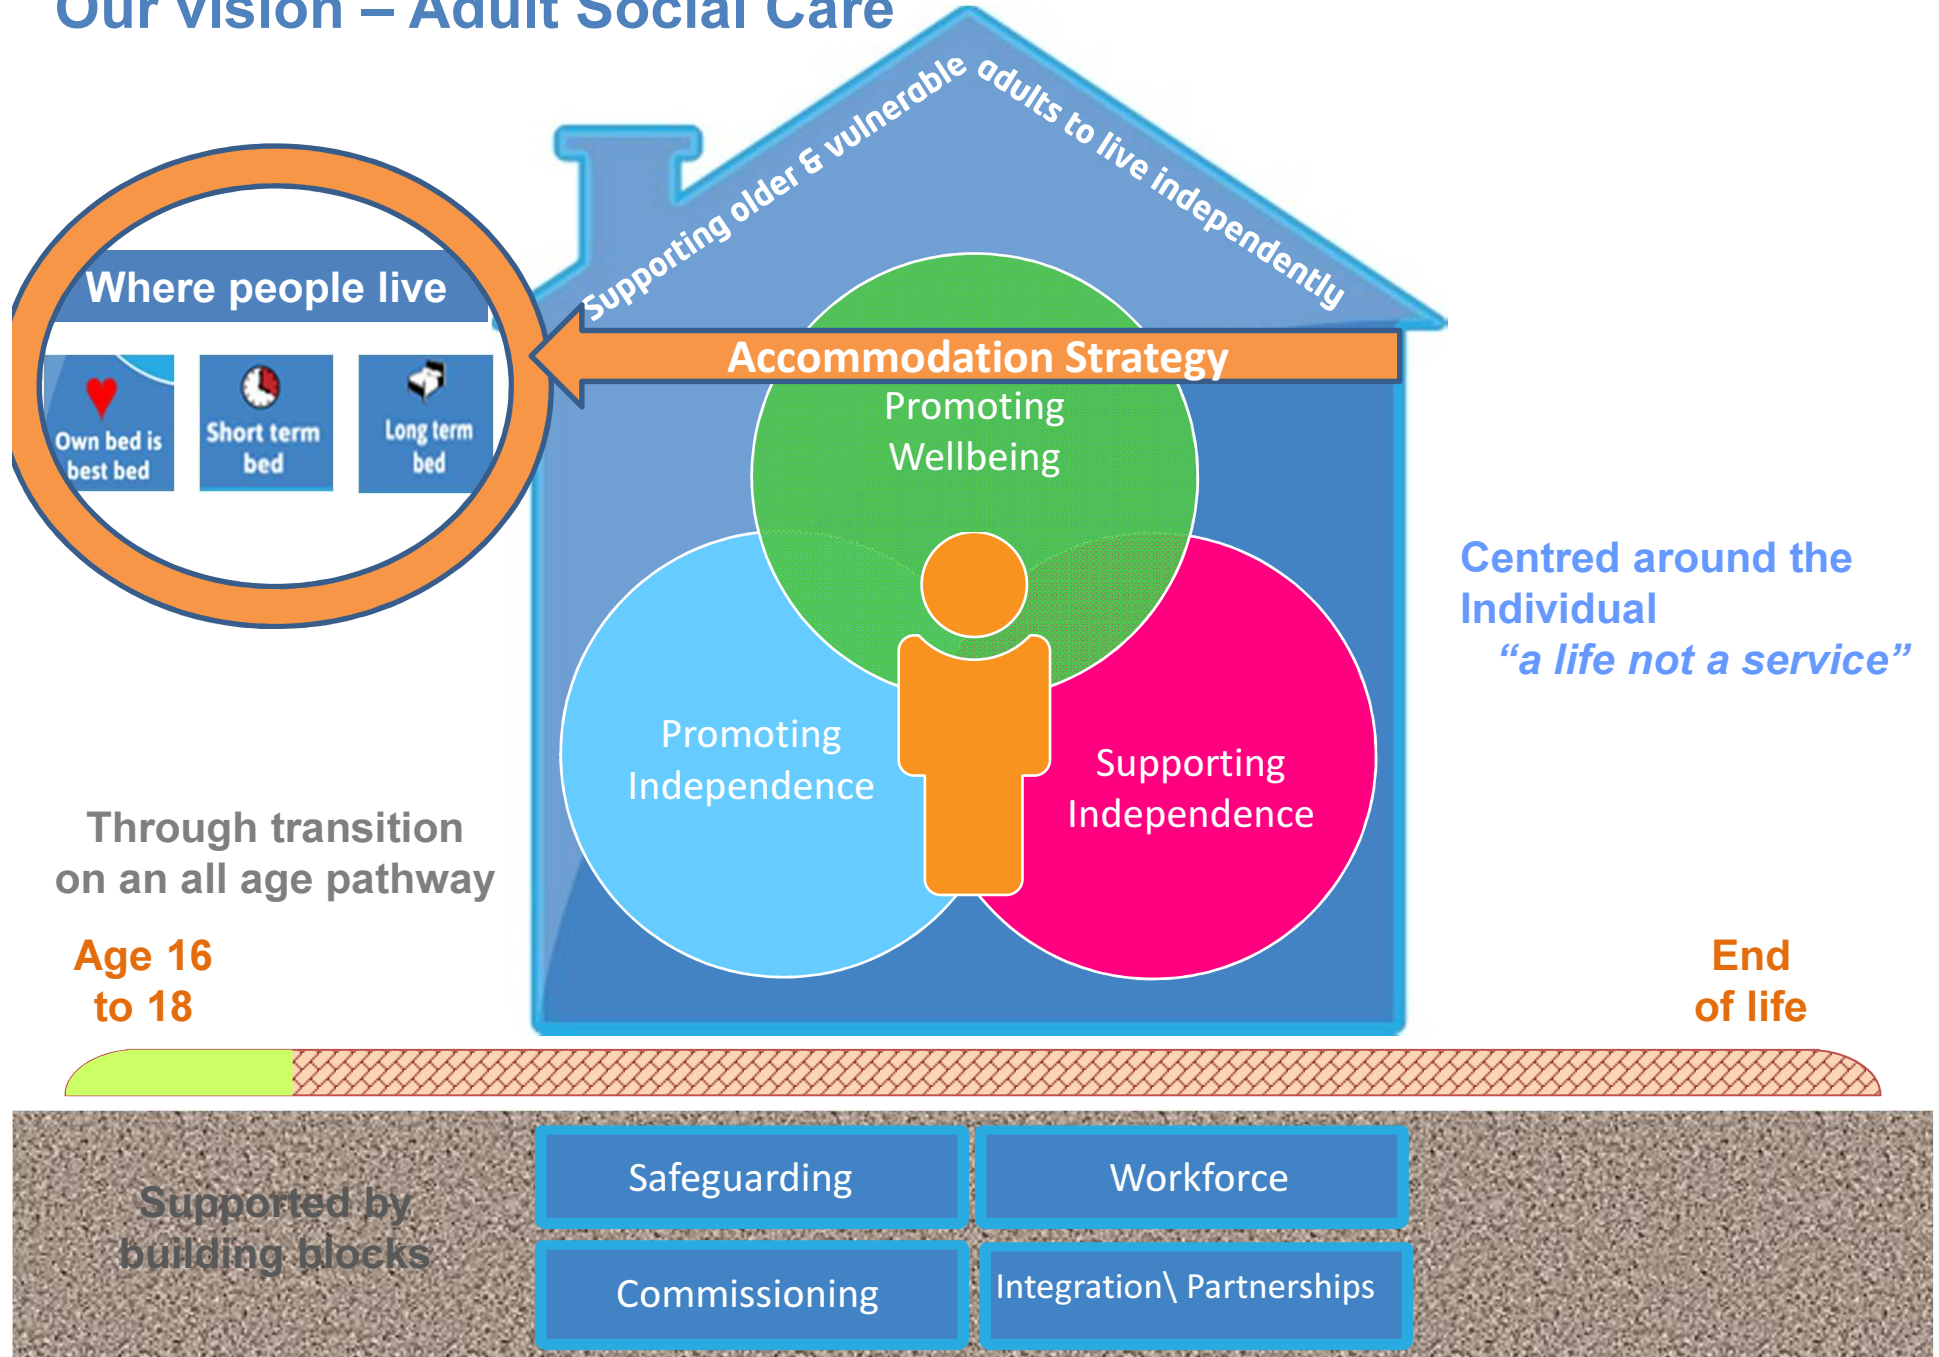 Our vision – Adult Social Care
Supporting older & vulnerable adults to live independently
Where people live
Own bed is
best bed
Short term
bed
Long term
bed
Accommodation Strategy
Promoting
Wellbeing
Promoting
Independence
Supporting
Independence
Centred around the
Individual
“a life not a service”
Through transition
on an all age pathway
Age 16
to 18
End
of life
Supported by
building blocks
Safeguarding
Workforce
Commissioning
Integration\ Partnerships